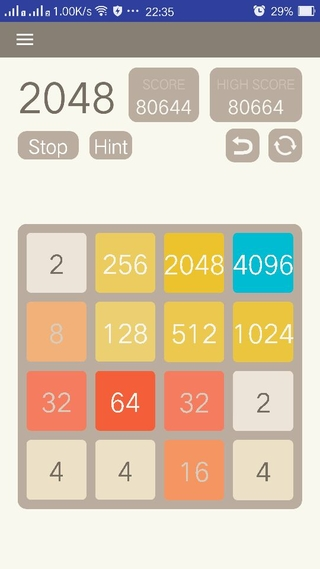 1.00K/s ··· 22:35 29%
2048
SCORE
80644
HIGH SCORE
80664
Stop Hint
2 256 2048 4096
8 128 512 1024
32 64 32 2
4 4 16 4